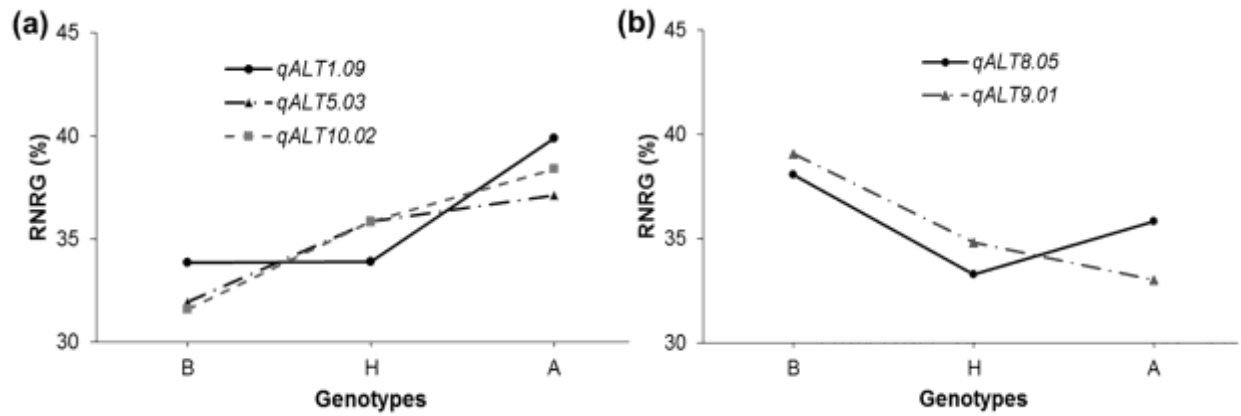 (a)
45
40
35
30
RNRG (%)
qALT1.09
qALT5.03
qALT10.02
B H A
Genotypes
(b)
45
40
35
30
RNRG (%)
qALT8.05
qALT9.01
B H A
Genotypes